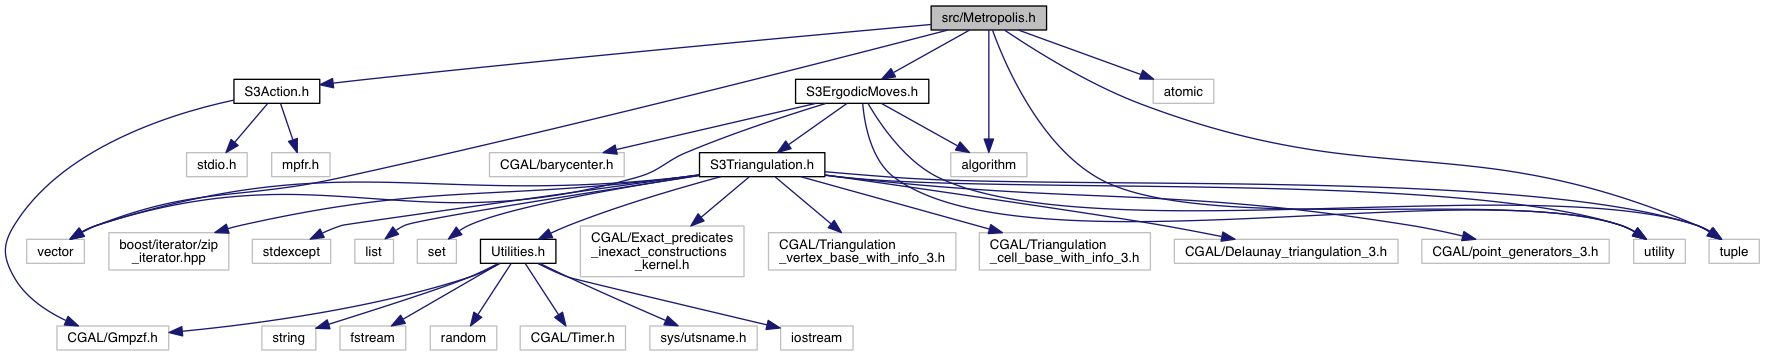 src/Metropolis.h
S3Action.h
S3ErgodicMoves.h
atomic
stdio.h
mpfr.h
CGAL/barycenter.h
S3Triangulation.h
algorithm
vector
boost/iterator/zip
_iterator.hpp
stdexcept
list
set
Utilities.h
CGAL/Exact_predicates
_inexact_constructions
_kernel.h
CGAL/Triangulation
_vertex_base_with_info_3.h
CGAL/Triangulation
_cell_base_with_info_3.h
CGAL/Delaunay_triangulation_3.h
CGAL/point_generators_3.h
utility
tuple
CGAL/Gmpzf.h
string
fstream
random
CGAL/Timer.h
sys/utsname.h
iostream